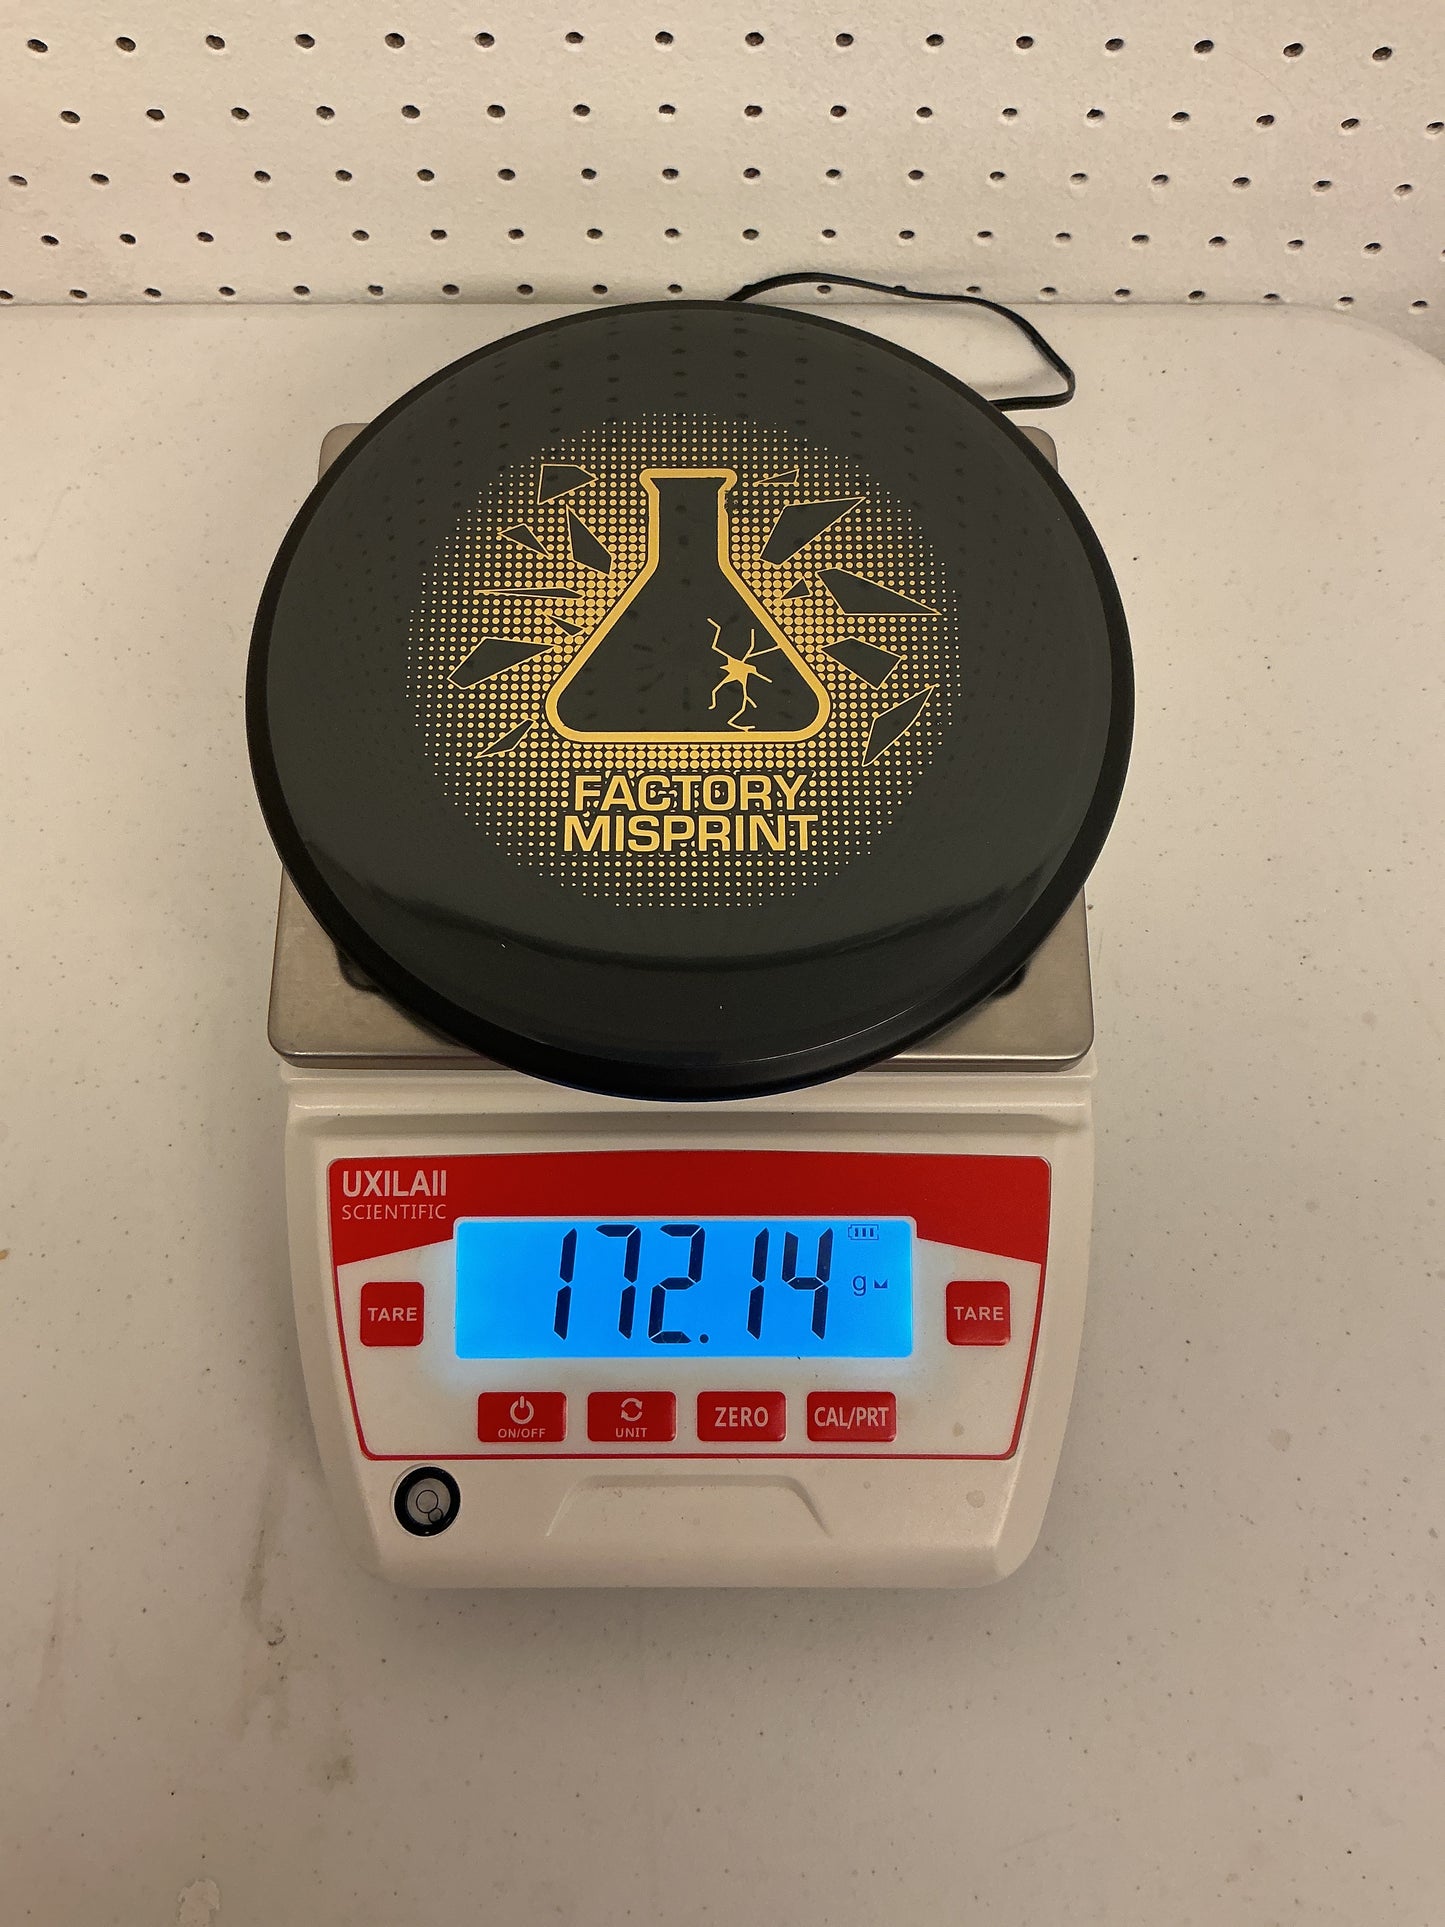 FACTORY
MISPRINT
UXILAII
SCIENTIFIC
172.14
g
TARE
TARE
ON/OFF
UNIT
ZERO
CAL/PRT